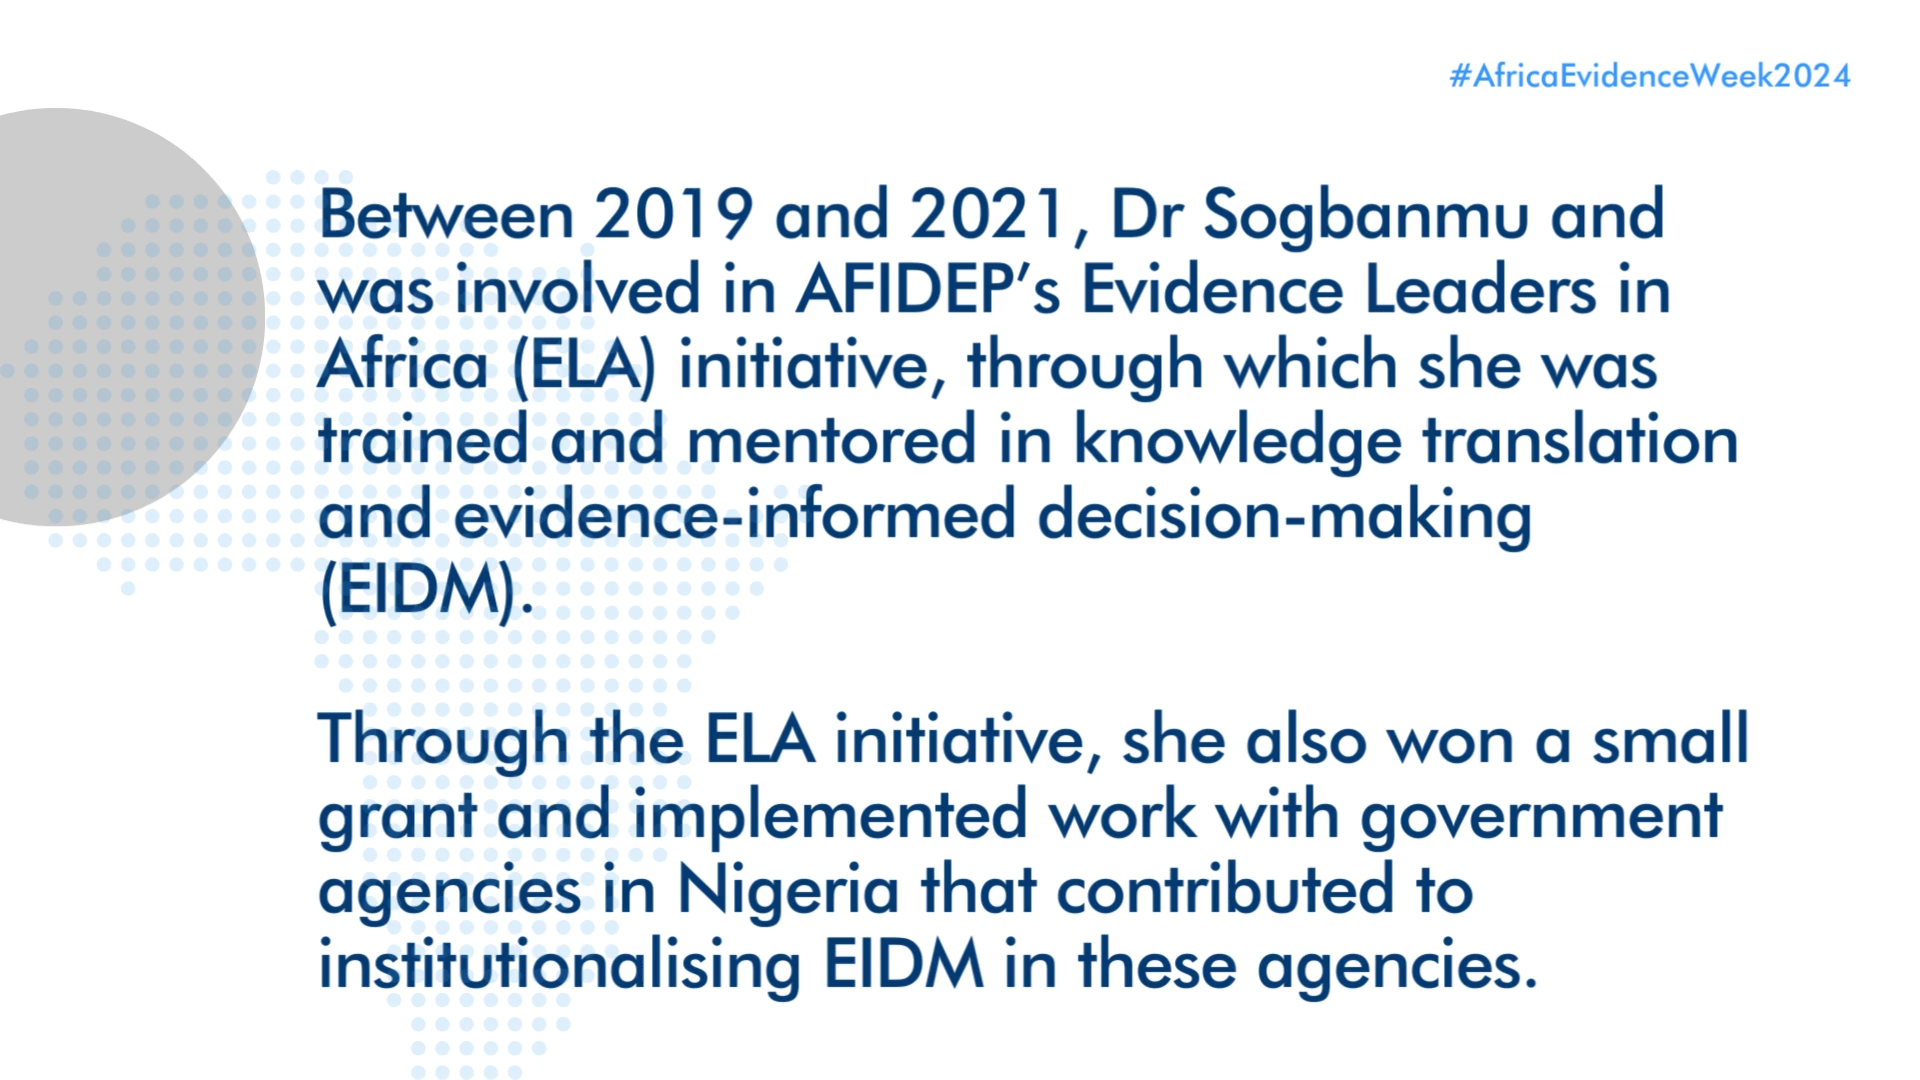 #AfricaEvidenceWeek2024
Between 2019 and 2021, Dr Sogbanmu and
was involved in AFIDEP’s Evidence Leaders in
Africa (ELA) initiative, through which she was
trained and mentored in knowledge translation
and evidence-informed decision-making
(EIDM).
Through the ELA initiative, she also won a small
grant and implemented work with government
agencies in Nigeria that contributed to
institutionalising EIDM in these agencies.